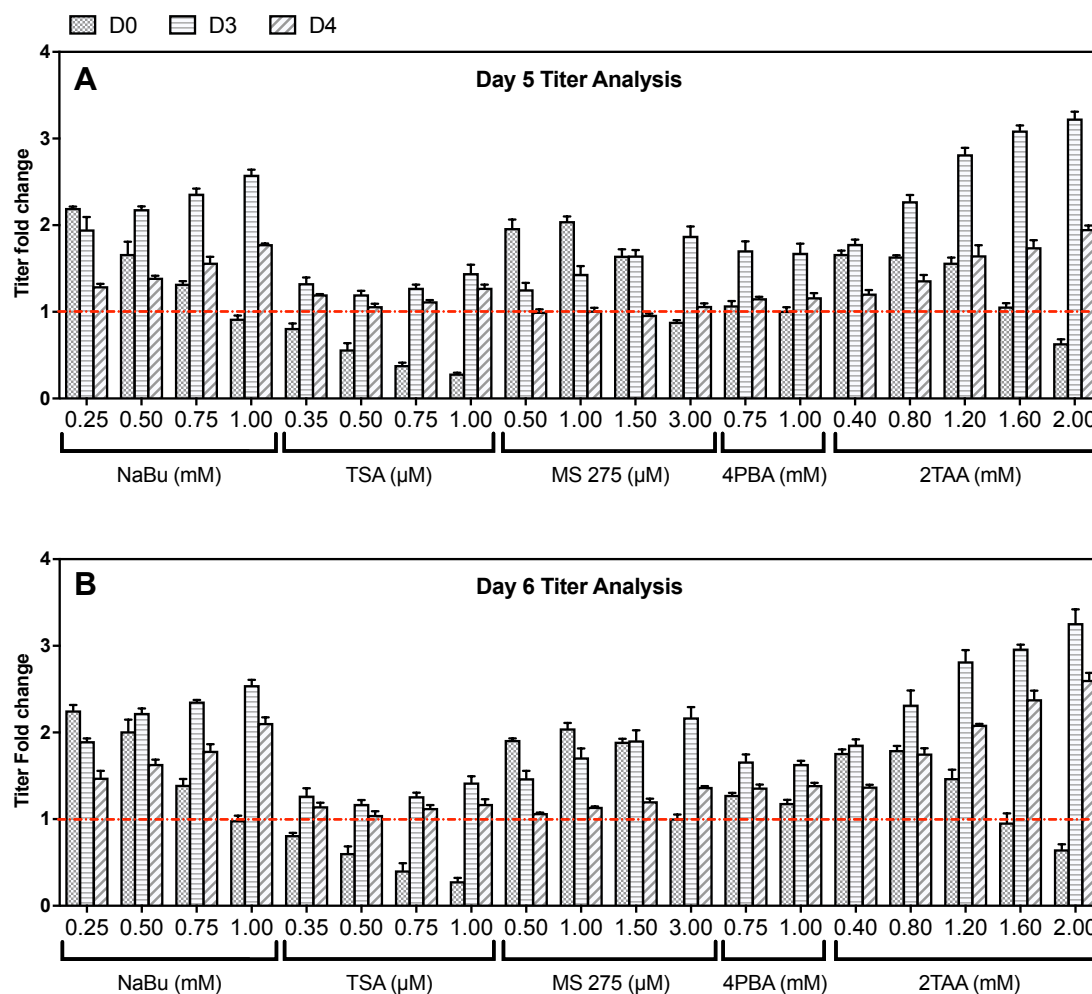 D0 D3 D4
A
Day 5 Titer Analysis
Titer fold change
4
3
2
1
0
0.25 0.50 0.75 1.00 0.35 0.50 0.75 1.00 0.50 1.00 1.50 3.00 0.75 1.00 0.40 0.80 1.20 1.60 2.00
NaBu (mM) TSA (µM) MS 275 (µM) 4PBA (mM) 2TAA (mM)
B
Day 6 Titer Analysis
Titer Fold change
4
3
2
1
0
0.25 0.50 0.75 1.00 0.35 0.50 0.75 1.00 0.50 1.00 1.50 3.00 0.75 1.00 0.40 0.80 1.20 1.60 2.00
NaBu (mM) TSA (µM) MS 275 (µM) 4PBA (mM) 2TAA (mM)